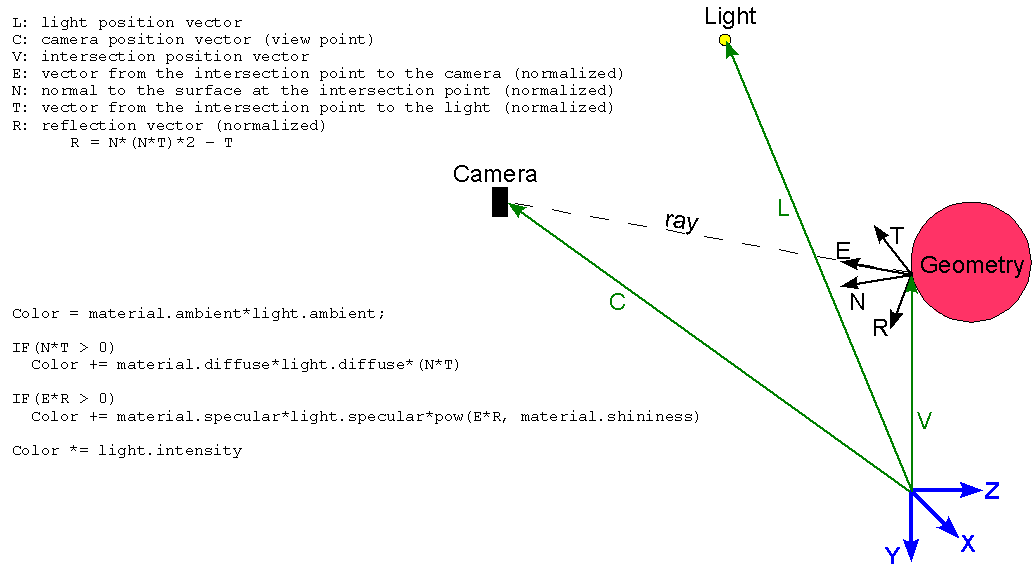 L: light position vector
C: camera position vector (view point)
V: intersection position vector
E: vector from the intersection point to the camera (normalized)
N: normal to the surface at the intersection point (normalized)
T: vector from the intersection point to the light (normalized)
R: reflection vector (normalized)
R = N*(N*T)*2 - T
Light
Camera
ray
L
T
E
Geometry
N
C
R
Color = material.ambient*light.ambient;
IF(N*T > 0)
Color += material.diffuse*light.diffuse*(N*T)
IF(E*R > 0)
Color += material.specular*light.specular*pow(E*R, material.shininess)
V
Color *= light.intensity
Z
X
Y